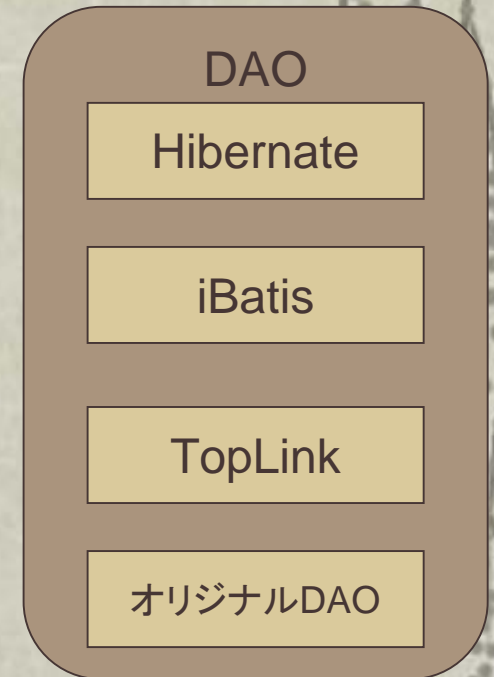 DAO
Hibernate
iBatis
TopLink
オリジナルDAO